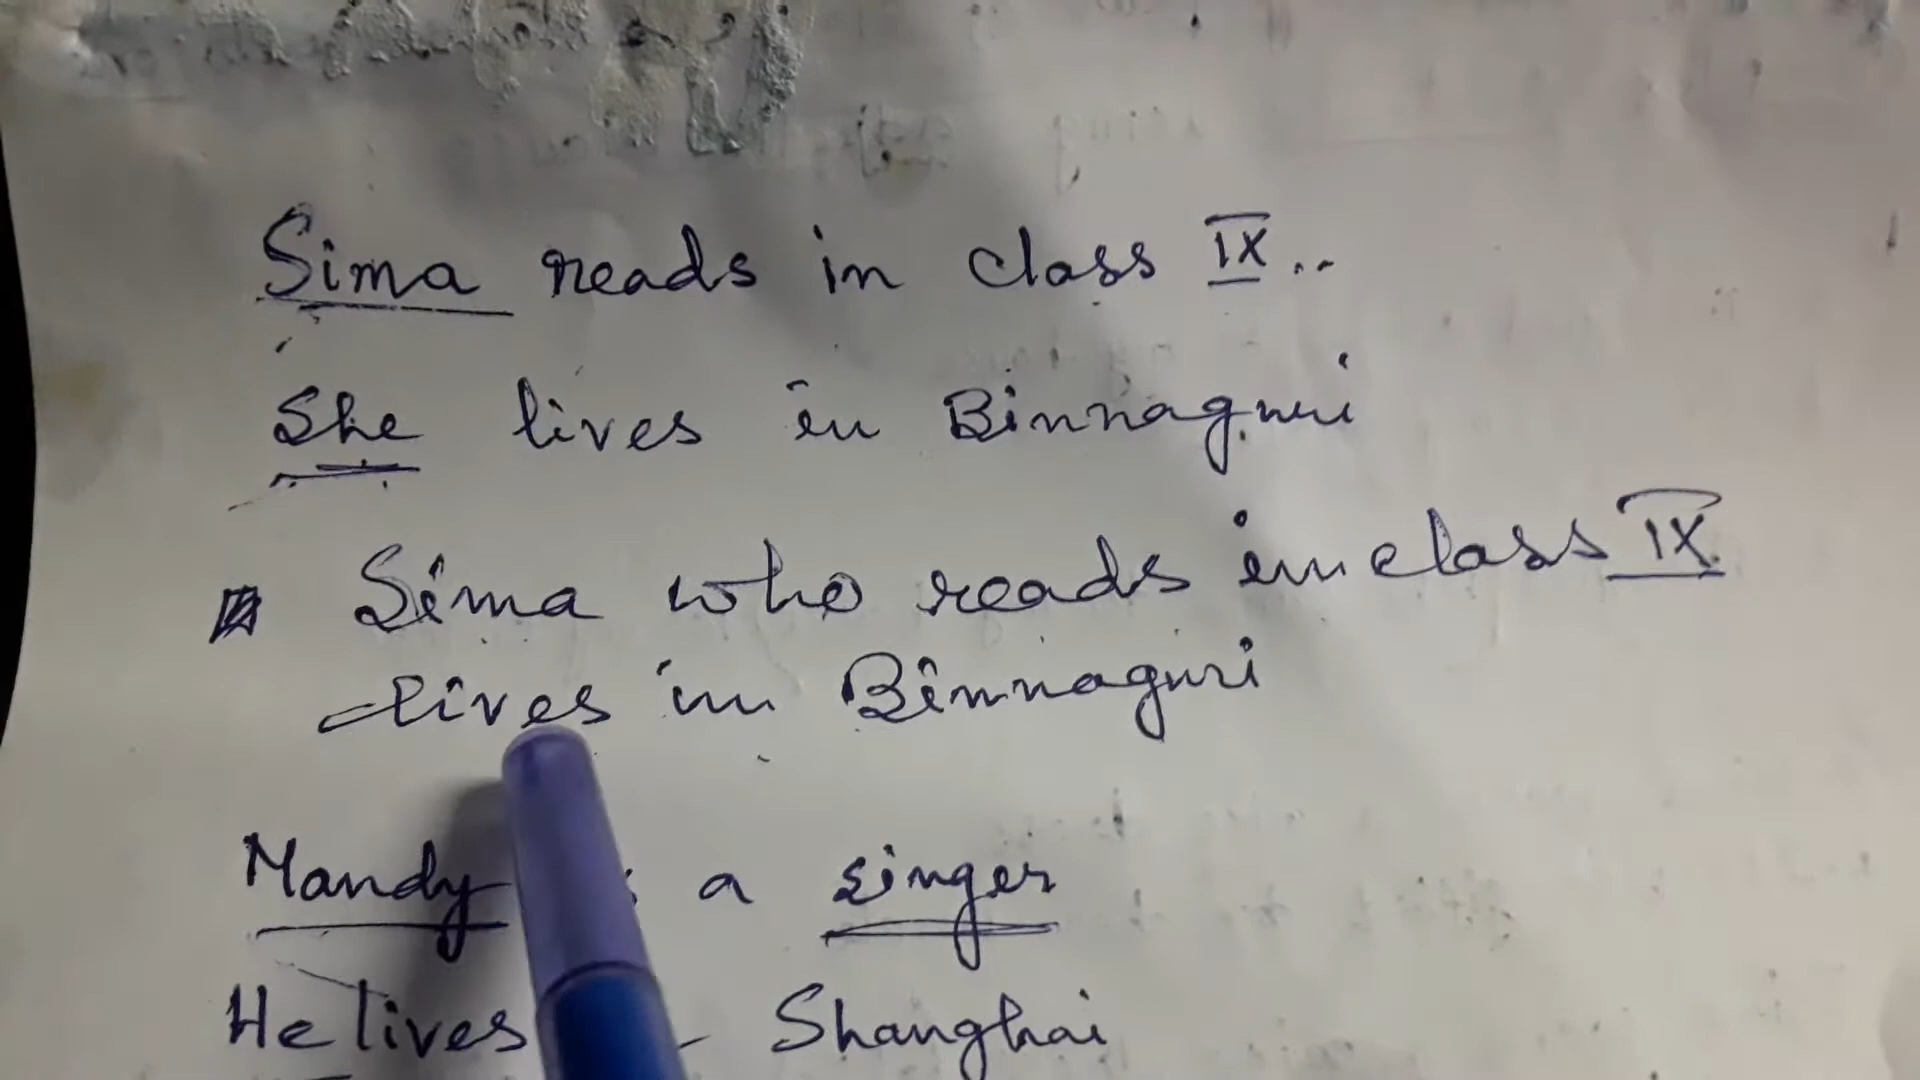 Sima reads in class IX..
She lives in Binnaguri
Sima who reads in class IX
lives in Binnaguri
Mandy a singer
He lives Shanghai